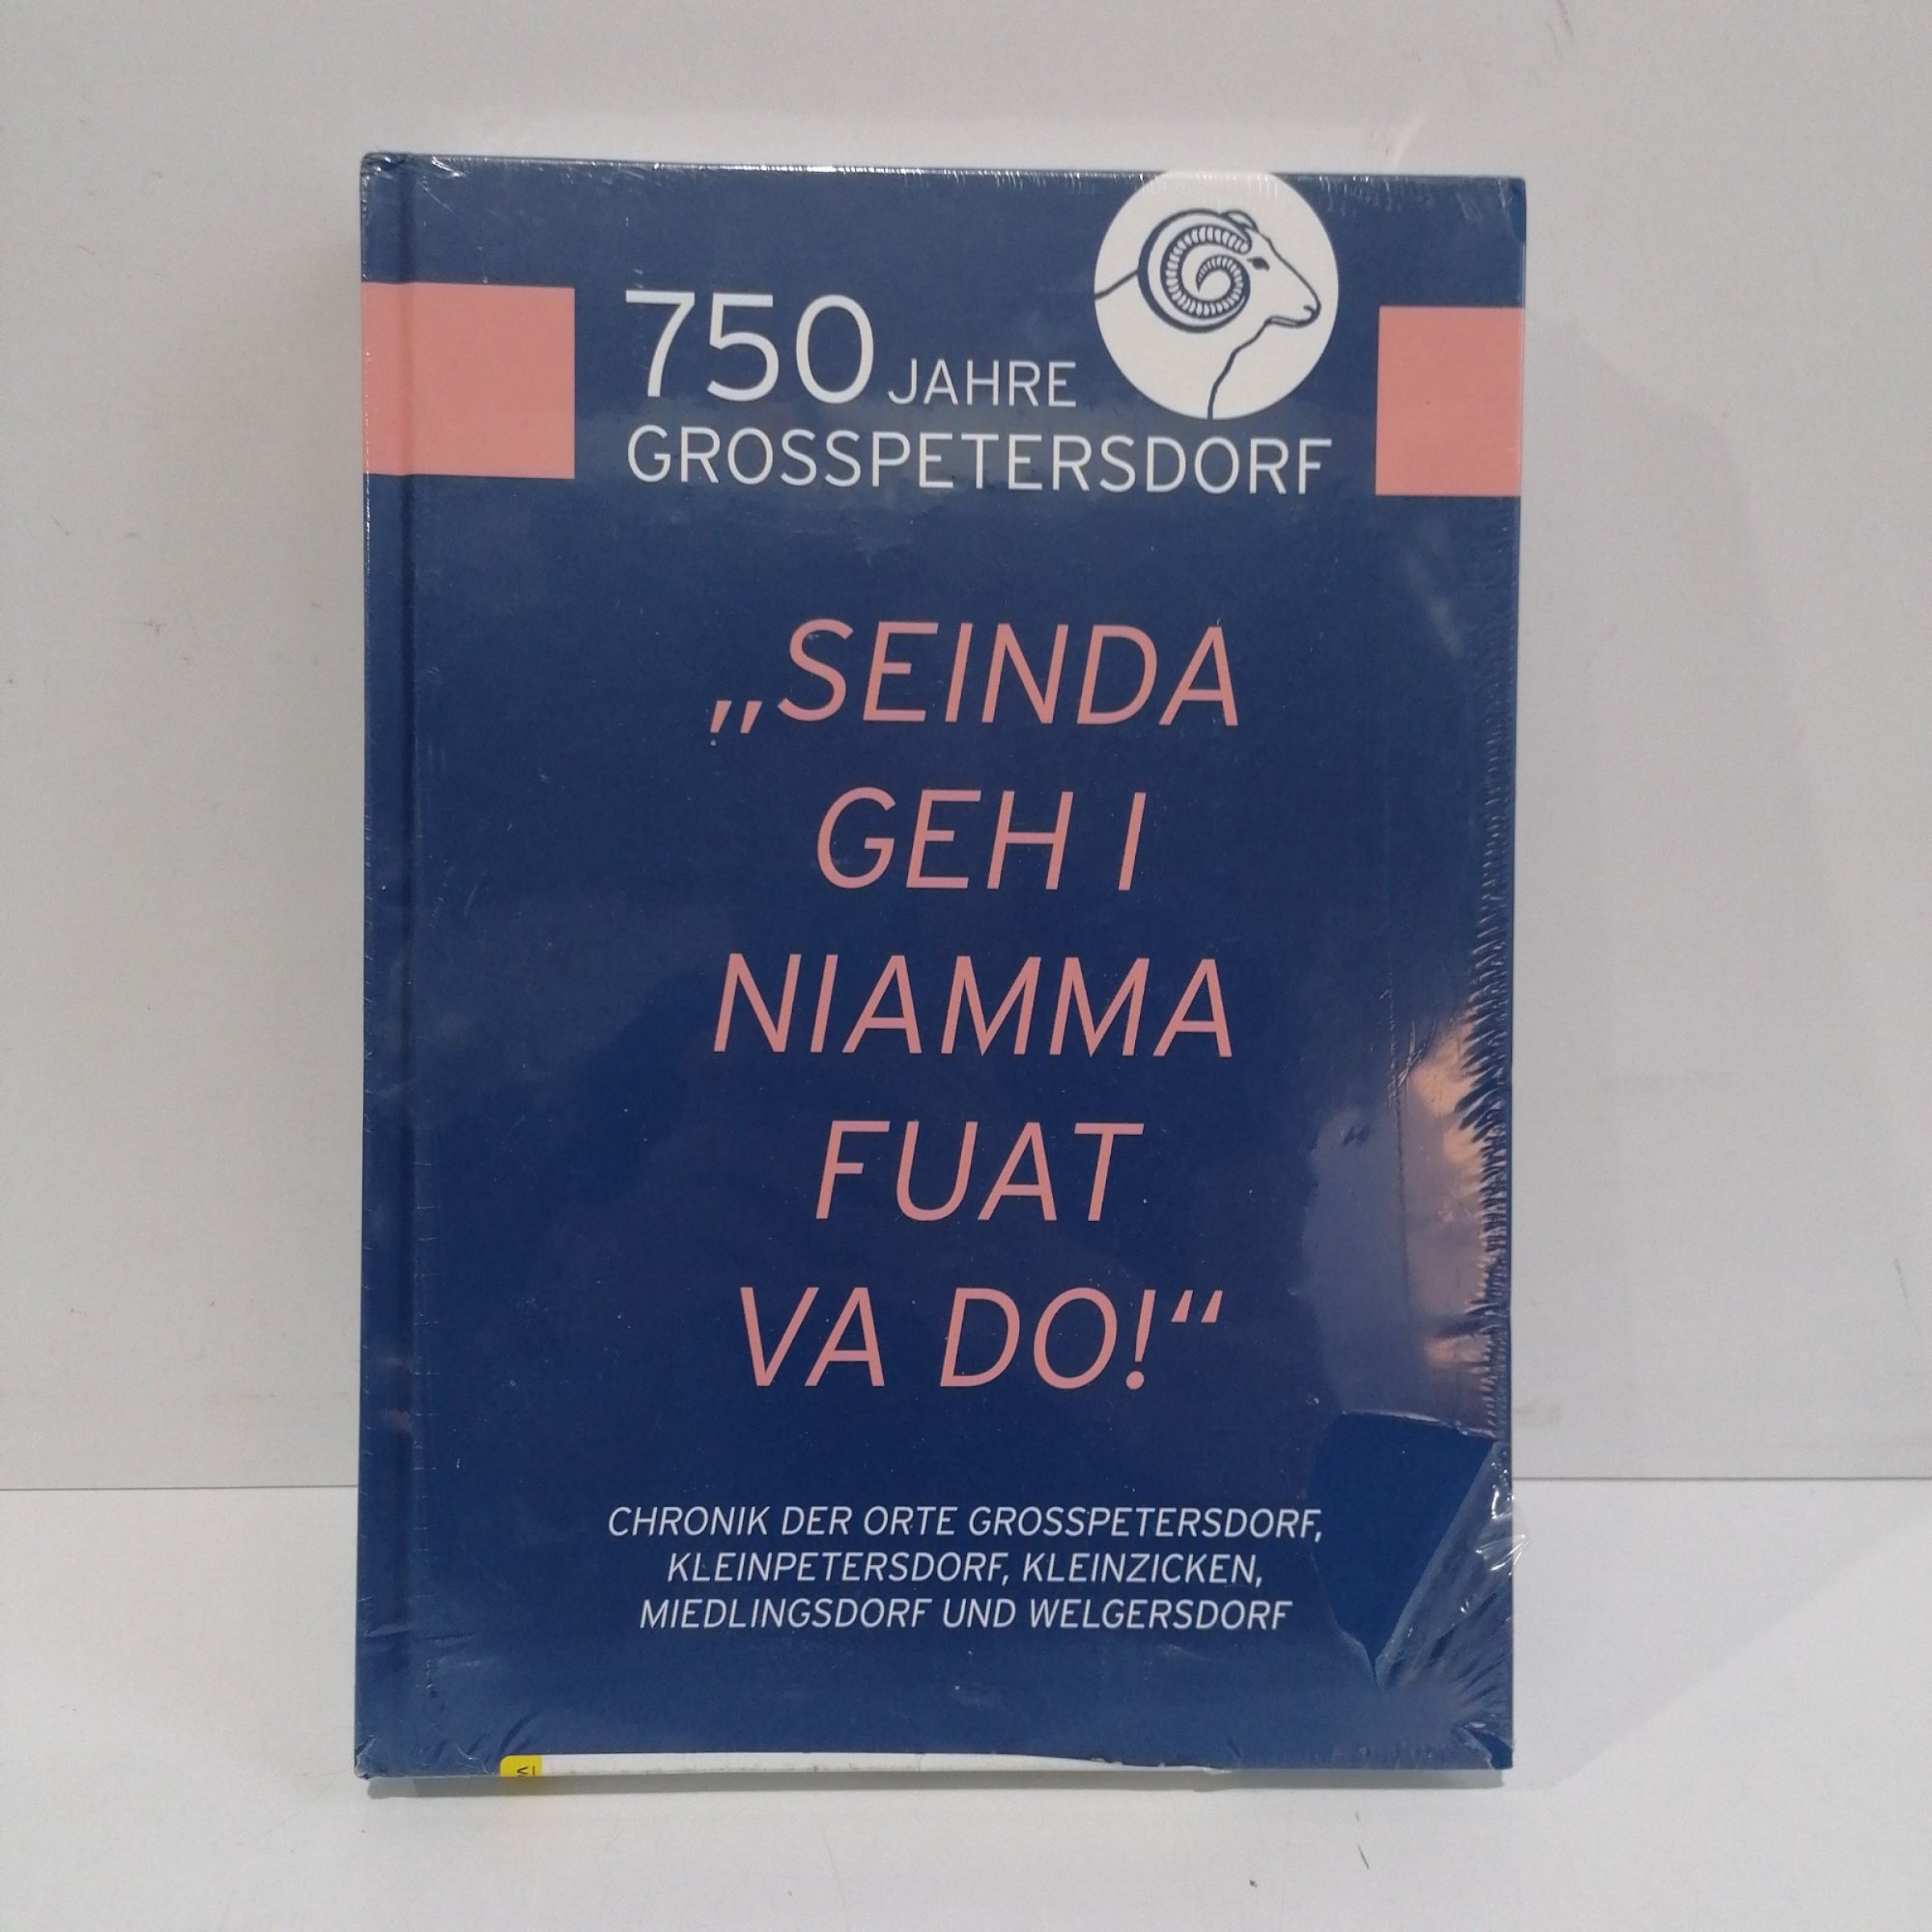 750 JAHRE
GROSSPETERSDORF
„SEINDA
GEH I
NIAMMA
FUAT
VA DO!“
CHRONIK DER ORTE GROSSPETERSDORF,
KLEINPETERSDORF, KLEINZICKEN,
MIEDLINGSDORF UND WELGERSDORF